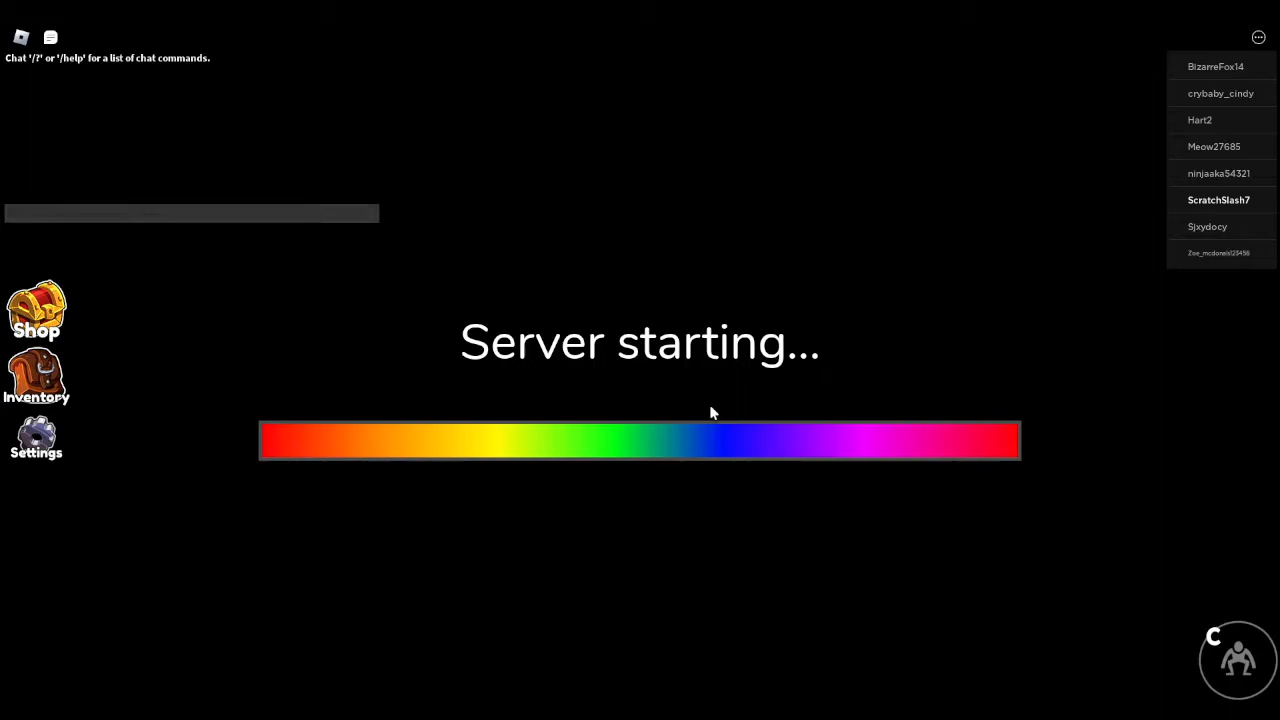 Chat '/?' or '/help' for a list of chat commands.
BizarreFox14
crybaby_cindy
Hart2
Meow27685
ninjaaka54321
ScratchSlash7
Sjxydocy
Zoe_mcdonals123456
Shop
Inventory
Settings
Server starting...
C